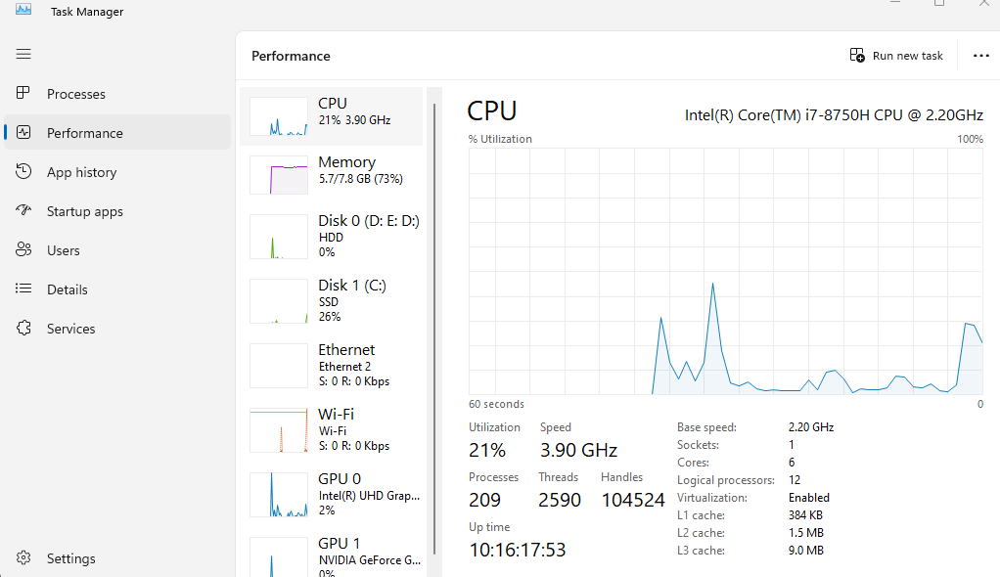 Task Manager
Performance
Run new task
Processes
Performance
App history
Startup apps
Users
Details
Services
Settings
CPU
21% 3.90 GHz
Memory
5.7/7.8 GB (73%)
Disk 0 (D: E: D:)
HDD
0%
Disk 1 (C:)
SSD
26%
Ethernet
Ethernet 2
S: 0 R: 0 Kbps
Wi-Fi
Wi-Fi
S: 0 R: 0 Kbps
GPU 0
Intel(R) UHD Grap...
2%
GPU 1
NVIDIA GeForce G...
0%
CPU
Intel(R) Core(TM) i7-8750H CPU @ 2.20GHz
% Utilization 100%
60 seconds 0
Utilization Speed
21% 3.90 GHz
Processes Threads Handles
209 2590 104524
Up time
10:16:17:53
Base speed: 2.20 GHz
Sockets: 1
Cores: 6
Logical processors: 12
Virtualization: Enabled
L1 cache: 384 KB
L2 cache: 1.5 MB
L3 cache: 9.0 MB